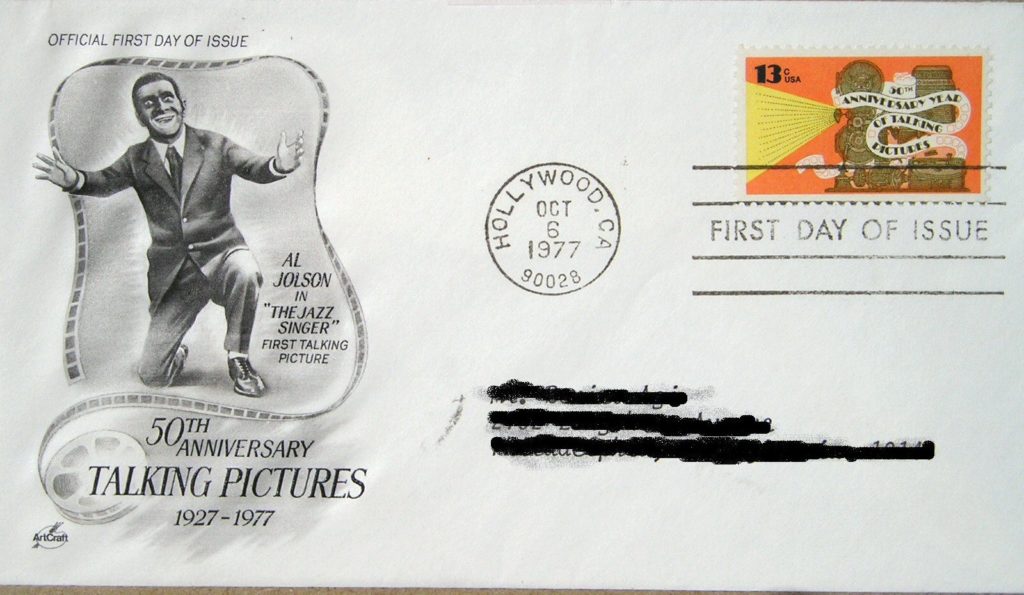 OFFICIAL FIRST DAY OF ISSUE
AL
JOLSON
IN
"THE JAZZ
SINGER"
FIRST TALKING
PICTURE
50TH
ANNIVERSARY
TALKING PICTURES
1927-1977
ArtCraft
HOLLYWOOD, CA
OCT
6
1977
90028
13c
USA
50TH
ANNIVERSARY YEAR
OF TALKING
PICTURES
FIRST DAY OF ISSUE